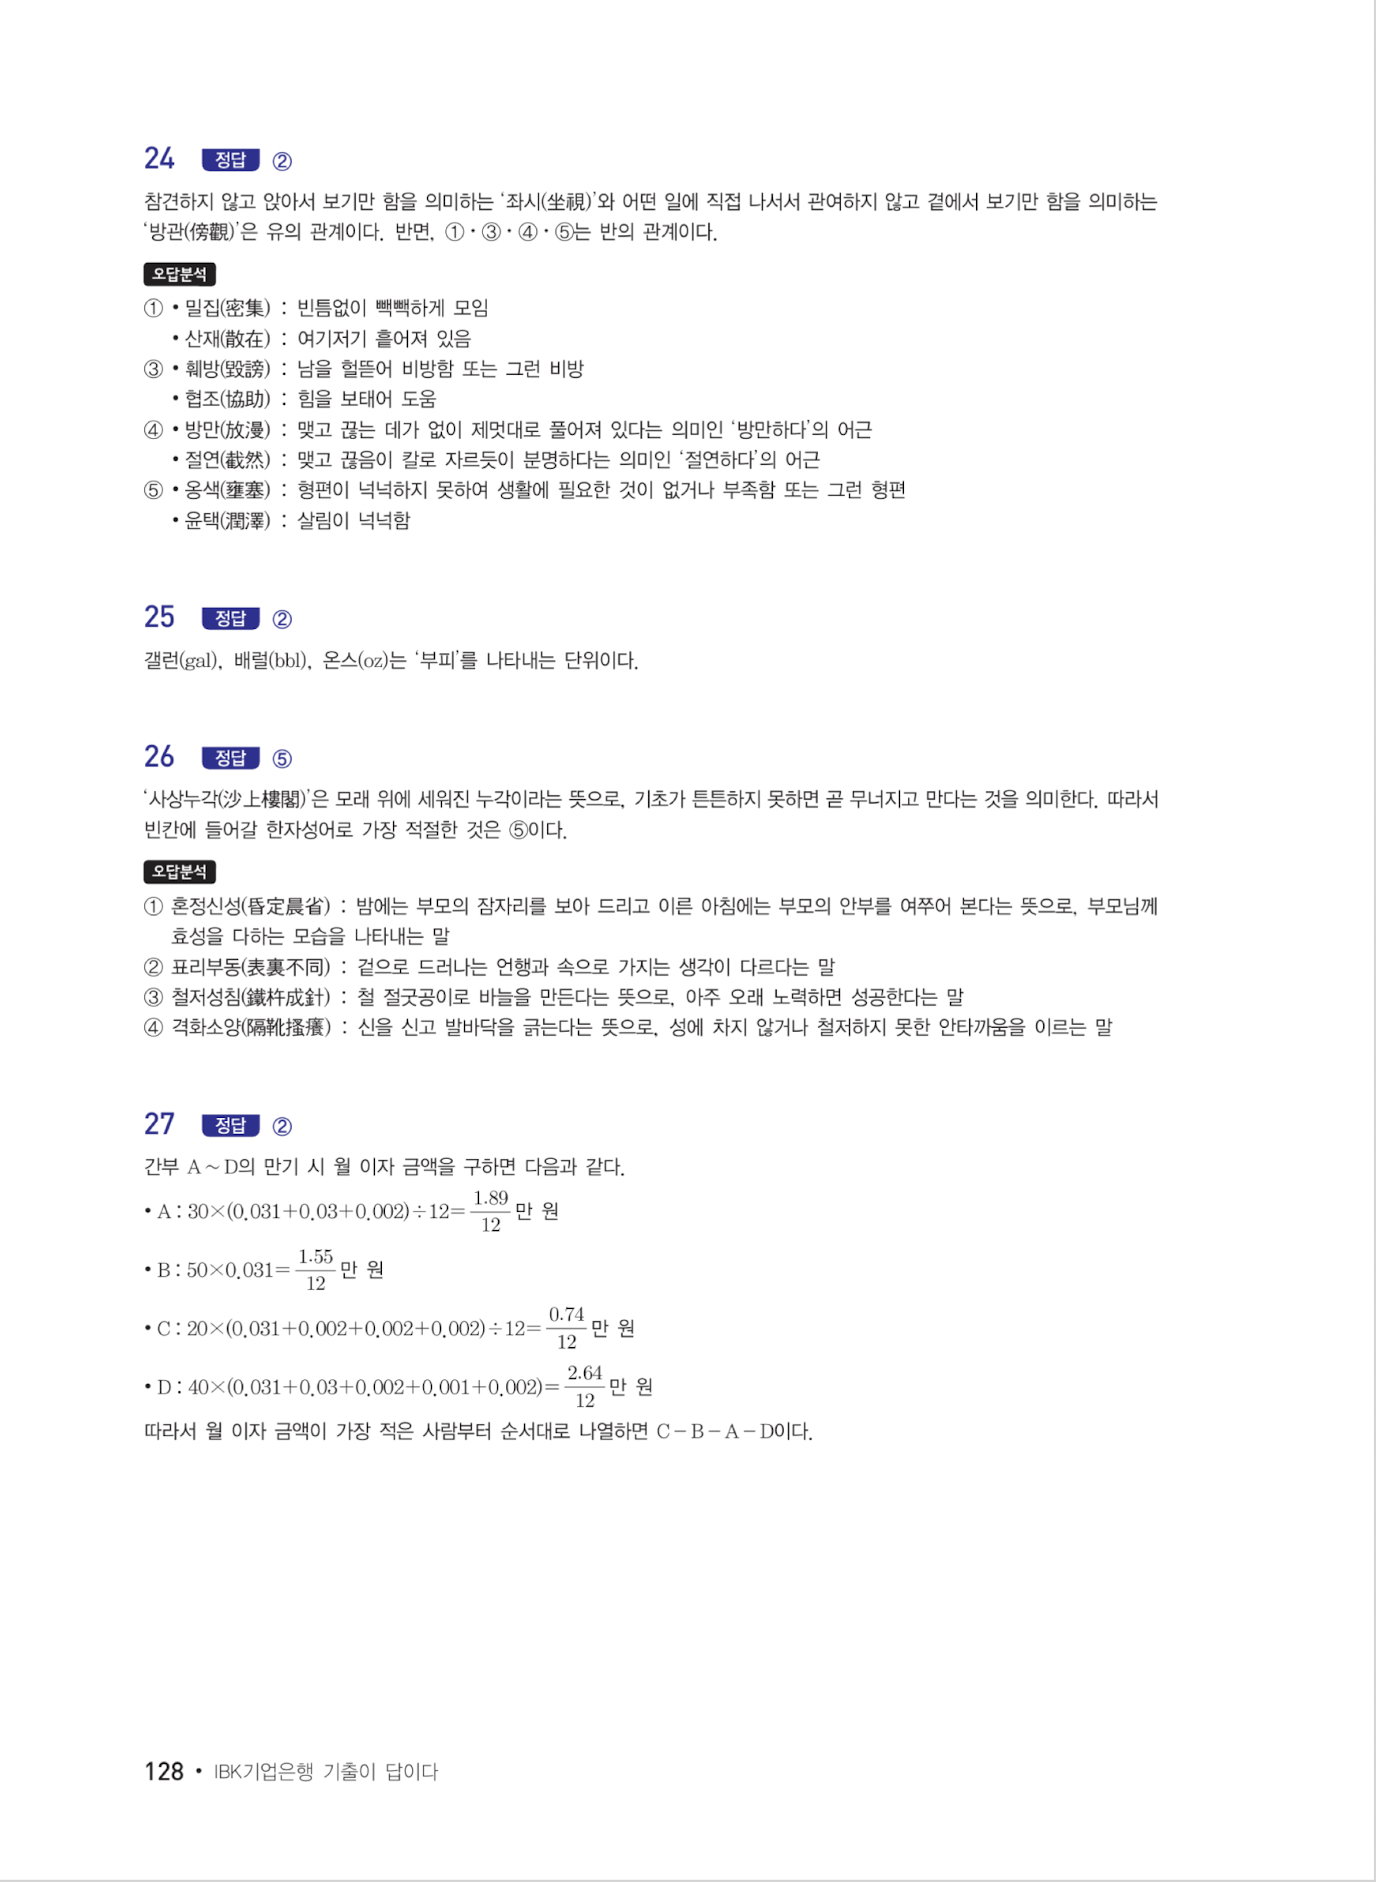 24 정답 ②
참견하지 않고 앉아서 보기만 함을 의미하는 ‘좌시(坐視)’와 어떤 일에 직접 나서서 관여하지 않고 곁에서 보기만 함을 의미하는
‘방관(傍觀)’은 유의 관계이다. 반면, ①・③・④・⑤는 반의 관계이다.
오답분석
① • 밀집(密集) : 빈틈없이 빽빽하게 모임
• 산재(散在) : 여기저기 흩어져 있음
③ • 훼방(毀謗) : 남을 헐뜯어 비방함 또는 그런 비방
• 협조(協助) : 힘을 보태어 도움
④ • 방만(放漫) : 맺고 끊는 데가 없이 제멋대로 풀어져 있다는 의미인 ‘방만하다’의 어근
• 절연(截然) : 맺고 끊음이 칼로 자르듯이 분명하다는 의미인 ‘절연하다’의 어근
⑤ • 옹색(壅塞) : 형편이 넉넉하지 못하여 생활에 필요한 것이 없거나 부족함 또는 그런 형편
• 윤택(潤澤) : 살림이 넉넉함
25 정답 ②
갤런(gal), 배럴(bbl), 온스(oz)는 ‘부피’를 나타내는 단위이다.
26 정답 ⑤
‘사상누각(沙上樓閣)’은 모래 위에 세워진 누각이라는 뜻으로, 기초가 튼튼하지 못하면 곧 무너지고 만다는 것을 의미한다. 따라서
빈칸에 들어갈 한자성어로 가장 적절한 것은 ⑤이다.
오답분석
① 혼정신성(昏定晨省) : 밤에는 부모의 잠자리를 보아 드리고 이른 아침에는 부모의 안부를 여쭈어 본다는 뜻으로, 부모님께
효성을 다하는 모습을 나타내는 말
② 표리부동(表裏不同) : 겉으로 드러나는 언행과 속으로 가지는 생각이 다르다는 말
③ 철저성침(鐵杵成針) : 철 절굿공이로 바늘을 만든다는 뜻으로, 아주 오래 노력하면 성공한다는 말
④ 격화소양(隔靴搔癢) : 신을 신고 발바닥을 긁는다는 뜻으로, 성에 차지 않거나 철저하지 못한 안타까움을 이르는 말
27 정답 ②
간부 A~D의 만기 시 월 이자 금액을 구하면 다음과 같다.
• A : 30×(0.031+0.03+0.002)÷12=1.89/12만 원
• B : 50×0.031=1.55/12만 원
• C : 20×(0.031+0.002+0.002+0.002)÷12=0.74/12만 원
• D : 40×(0.031+0.03+0.002+0.001+0.002)=2.64/12만 원
따라서 월 이자 금액이 가장 적은 사람부터 순서대로 나열하면 C－B－A－D이다.
128 • IBK기업은행 기출이 답이다